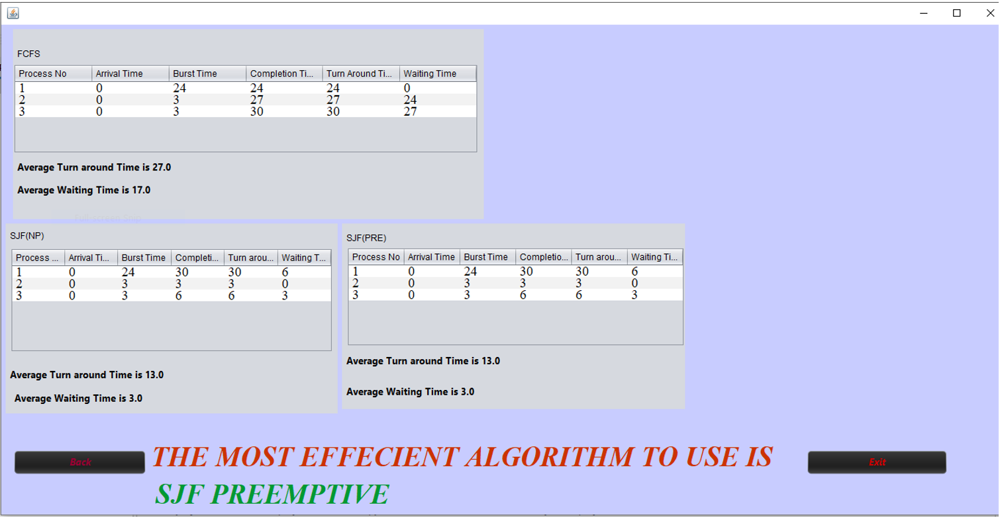 FCFS
Process No Arrival Time Burst Time Completion Ti... Turn Around Ti... Waiting Time
1 0 24 24 24 0
2 0 3 27 27 24
3 0 3 30 30 27
Average Turn around Time is 27.0
Average Waiting Time is 17.0
SJF(NP)
Process ... Arrival Ti... Burst Time Completi... Turn arou... Waiting T...
1 0 24 30 30 6
2 0 3 3 3 0
3 0 3 6 6 3
Average Turn around Time is 13.0
Average Waiting Time is 3.0
SJF(PRE)
Process No Arrival Time Burst Time Completio... Turn arou... Waiting Ti...
1 0 24 30 30 6
2 0 3 3 3 0
3 0 3 6 6 3
Average Turn around Time is 13.0
Average Waiting Time is 3.0
Back
THE MOST EFFECIENT ALGORITHM TO USE IS
SJF PREEMPTIVE
Exit